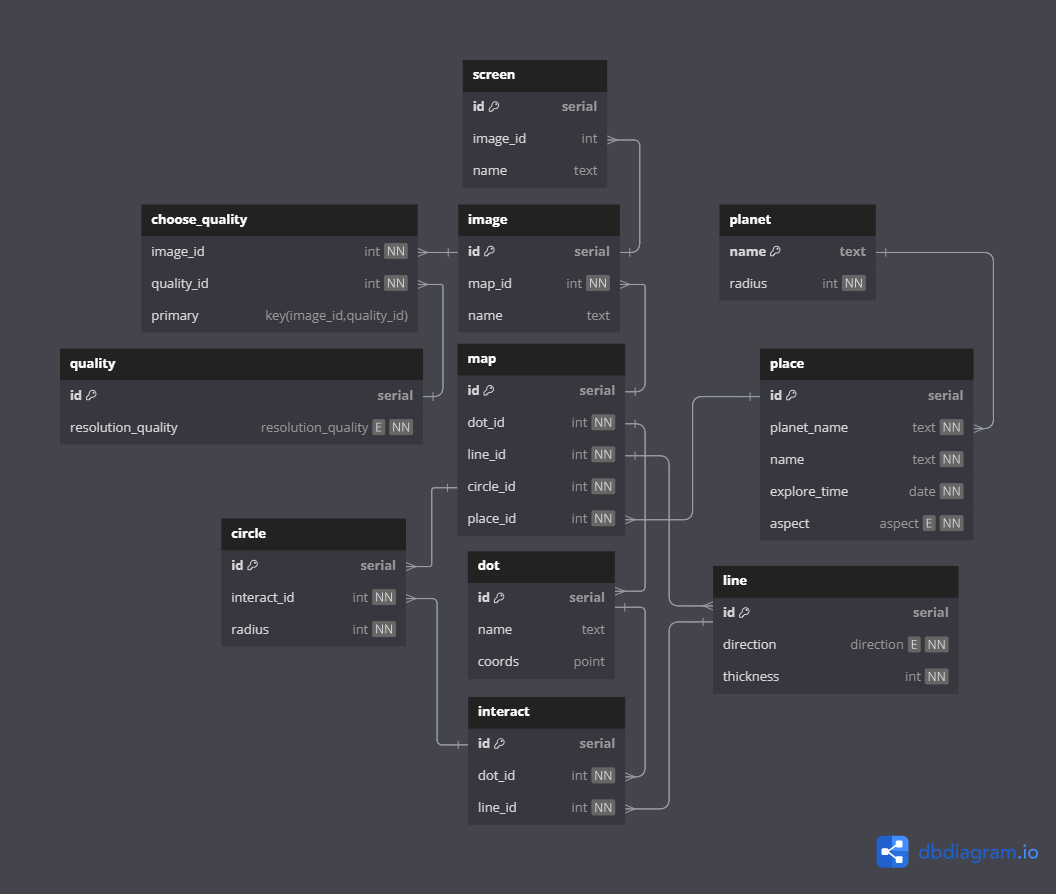 screen
id serial
image_id int
name text
choose_quality
image_id int NN
quality_id int NN
primary key(image_id,quality_id)
image
id serial
map_id int NN
name text
planet
name text
radius int NN
quality
id serial
resolution_quality resolution_quality E NN
map
id serial
dot_id int NN
line_id int NN
circle_id int NN
place_id int NN
place
id serial
planet_name text NN
name text NN
explore_time date NN
aspect aspect E NN
circle
id serial
interact_id int NN
radius int NN
dot
id serial
name text
coords point
line
id serial
direction direction E NN
thickness int NN
interact
id serial
dot_id int NN
line_id int NN
dbdiagram.io